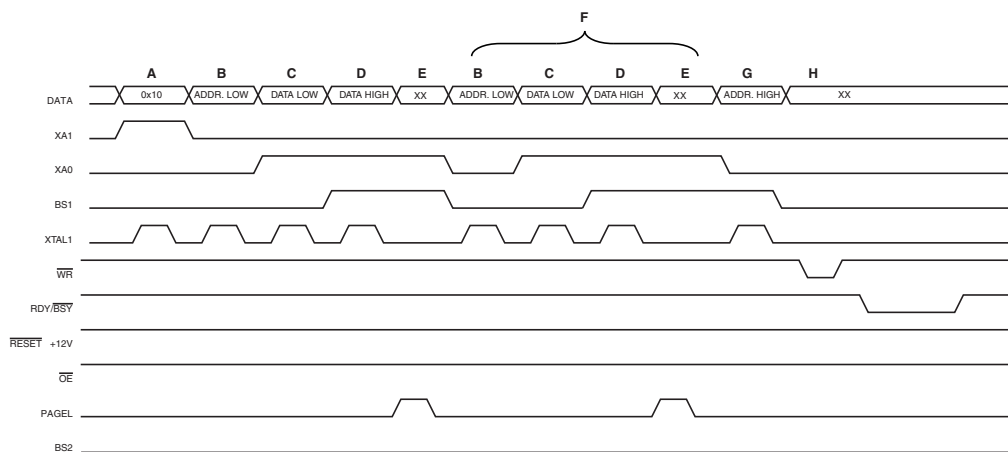 F
A B C D E B C D E G H
DATA 0x10 ADDR. LOW DATA LOW DATA HIGH XX ADDR. LOW DATA LOW DATA HIGH XX ADDR. HIGH XX
XA1
XA0
BS1
XTAL1
WR
RDY/BSY
RESET +12V
OE
PAGEL
BS2